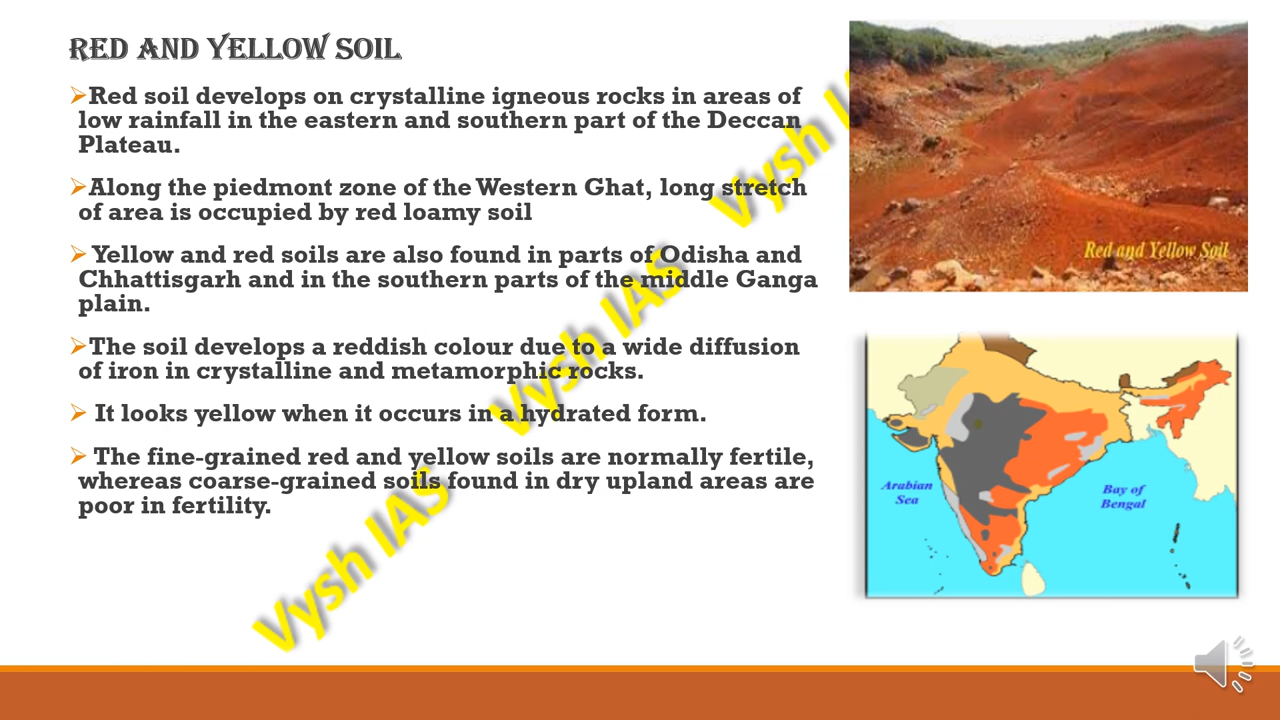 RED AND YELLOW SOIL
➢Red soil develops on crystalline igneous rocks in areas of
low rainfall in the eastern and southern part of the Deccan
Plateau.
➢Along the piedmont zone of the Western Ghat, long stretch
of area is occupied by red loamy soil
➢ Yellow and red soils are also found in parts of Odisha and
Chhattisgarh and in the southern parts of the middle Ganga
plain.
➢The soil develops a reddish colour due to a wide diffusion
of iron in crystalline and metamorphic rocks.
➢ It looks yellow when it occurs in a hydrated form.
➢ The fine-grained red and yellow soils are normally fertile,
whereas coarse-grained soils found in dry upland areas are
poor in fertility.
Vysh IAS
Vysh IAS
Vysh I
Red and Yellow Soil
Arabian
Sea
Bay of
Bengal